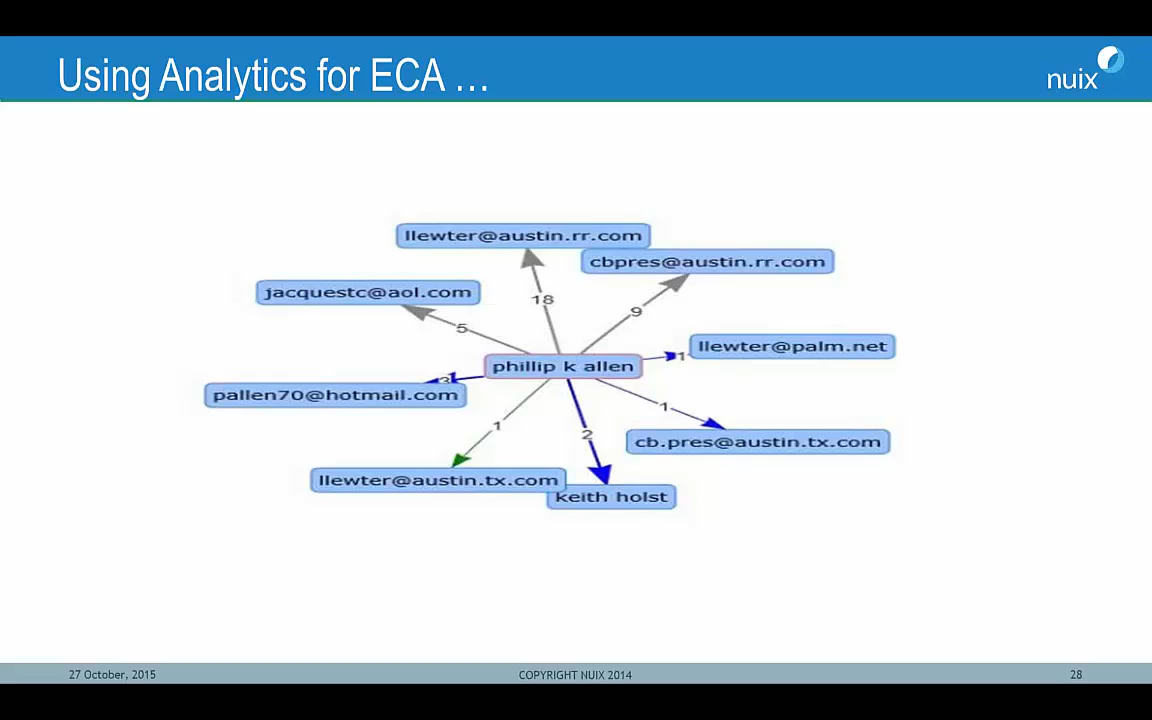 Using Analytics for ECA ...
nuix
llewter@austin.rr.com
cbpres@austin.rr.com
jacquestc@aol.com
18
9
5
llewter@palm.net
1
phillip k allen
3
pallen70@hotmail.com
1
1
2
cb.pres@austin.tx.com
llewter@austin.tx.com
keith holst
27 October, 2015
COPYRIGHT NUIX 2014
28